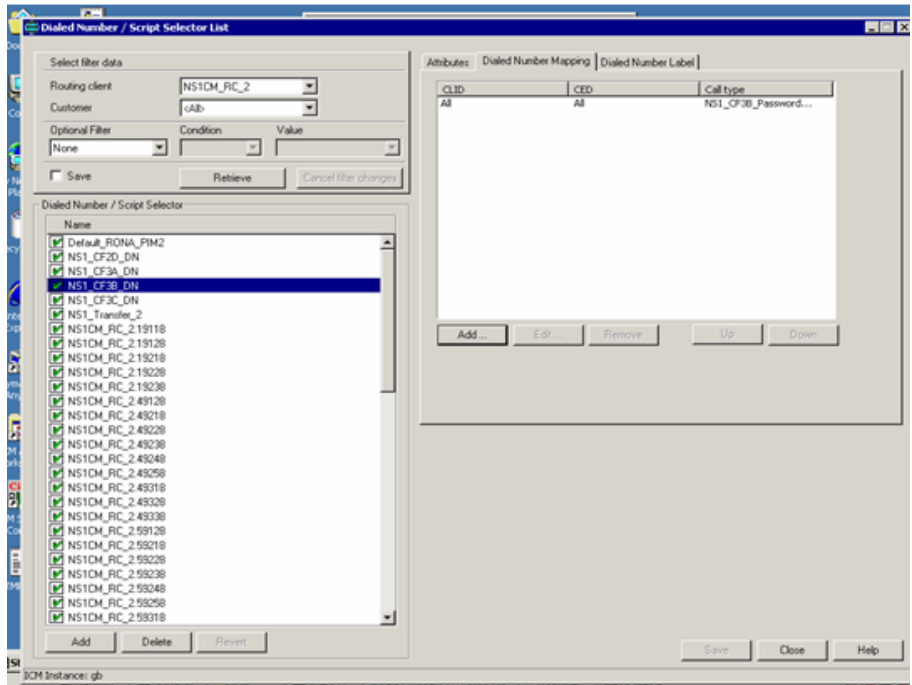 Dialed Number / Script Selector List
Select filter data
Routing client NS1CM_RC_2
Customer <All>
Optional Filter Condition Value
None
Save Retrieve Cancel filter changes
Dialed Number / Script Selector
Name
Default_RONA_PIM2
NS1_CF2D_DN
NS1_CF3A_DN
NS1_CF3B_DN
NS1_CF3C_DN
NS1_Transfer_2
NS1CM_RC_2.19118
NS1CM_RC_2.19128
NS1CM_RC_2.19218
NS1CM_RC_2.19228
NS1CM_RC_2.19238
NS1CM_RC_2.49128
NS1CM_RC_2.49218
NS1CM_RC_2.49228
NS1CM_RC_2.49238
NS1CM_RC_2.49248
NS1CM_RC_2.49258
NS1CM_RC_2.49318
NS1CM_RC_2.49328
NS1CM_RC_2.49338
NS1CM_RC_2.59128
NS1CM_RC_2.59218
NS1CM_RC_2.59228
NS1CM_RC_2.59238
NS1CM_RC_2.59248
NS1CM_RC_2.59258
NS1CM_RC_2.59318
Add Delete Revert
Attributes Dialed Number Mapping Dialed Number Label
CLID CED Call type
All All NS1_CF3B_Password...
Add ... Edit ... Remove Up Down
Save Close Help
ICM Instance: gb